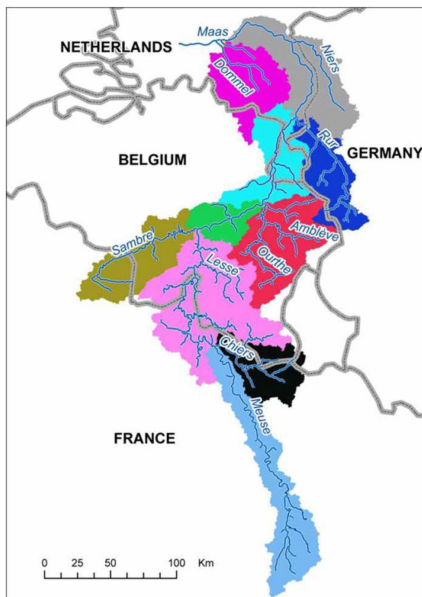 Maas
NETHERLANDS
Niers
Dommel
Rur
GERMANY
BELGIUM
Amblève
Sambre
Ourthe
Lesse
Chiers
Meuse
FRANCE
0 25 50 100 Km